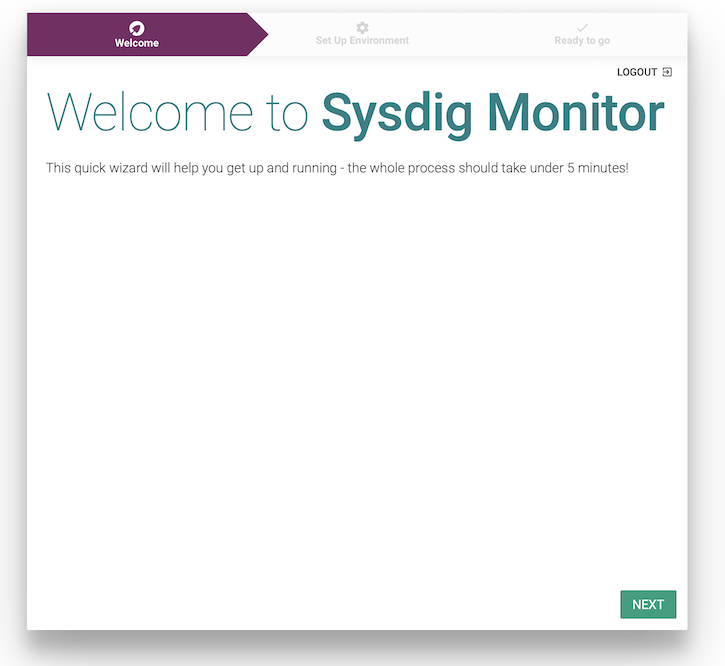 Welcome
Set Up Environment
Ready to go
LOGOUT
Welcome to Sysdig Monitor
This quick wizard will help you get up and running - the whole process should take under 5 minutes!
NEXT